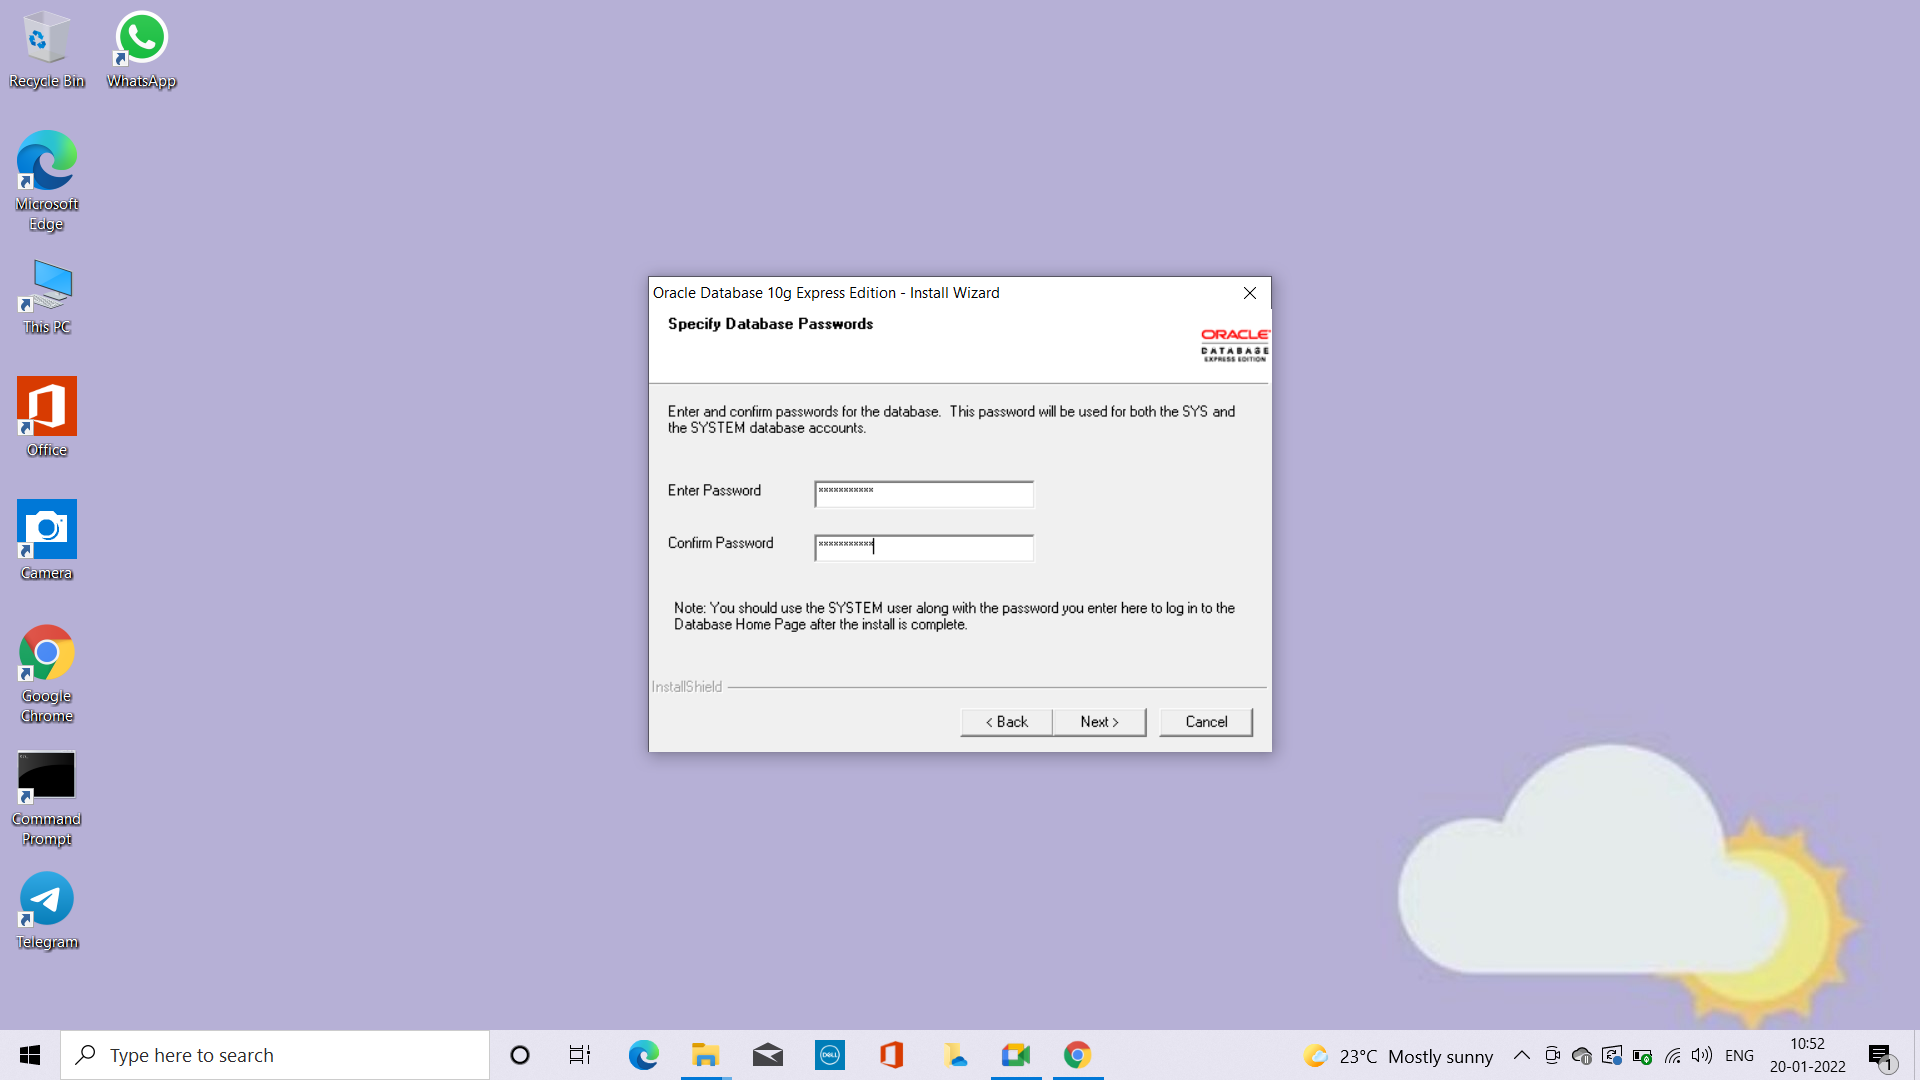 Recycle Bin
WhatsApp
Microsoft
Edge
This PC
Office
Camera
Google
Chrome
Command
Prompt
Telegram
Oracle Database 10g Express Edition - Install Wizard
Specify Database Passwords
ORACLE
DATABASE
EXPRESS EDITION
Enter and confirm passwords for the database.  This password will be used for both the SYS and
the SYSTEM database accounts.
Enter Password
***********
Confirm Password
***********
Note: You should use the SYSTEM user along with the password you enter here to log in to the
Database Home Page after the install is complete.
InstallShield
< Back
Next >
Cancel
Type here to search
DELL
23°C Mostly sunny
ENG
10:52
20-01-2022
1